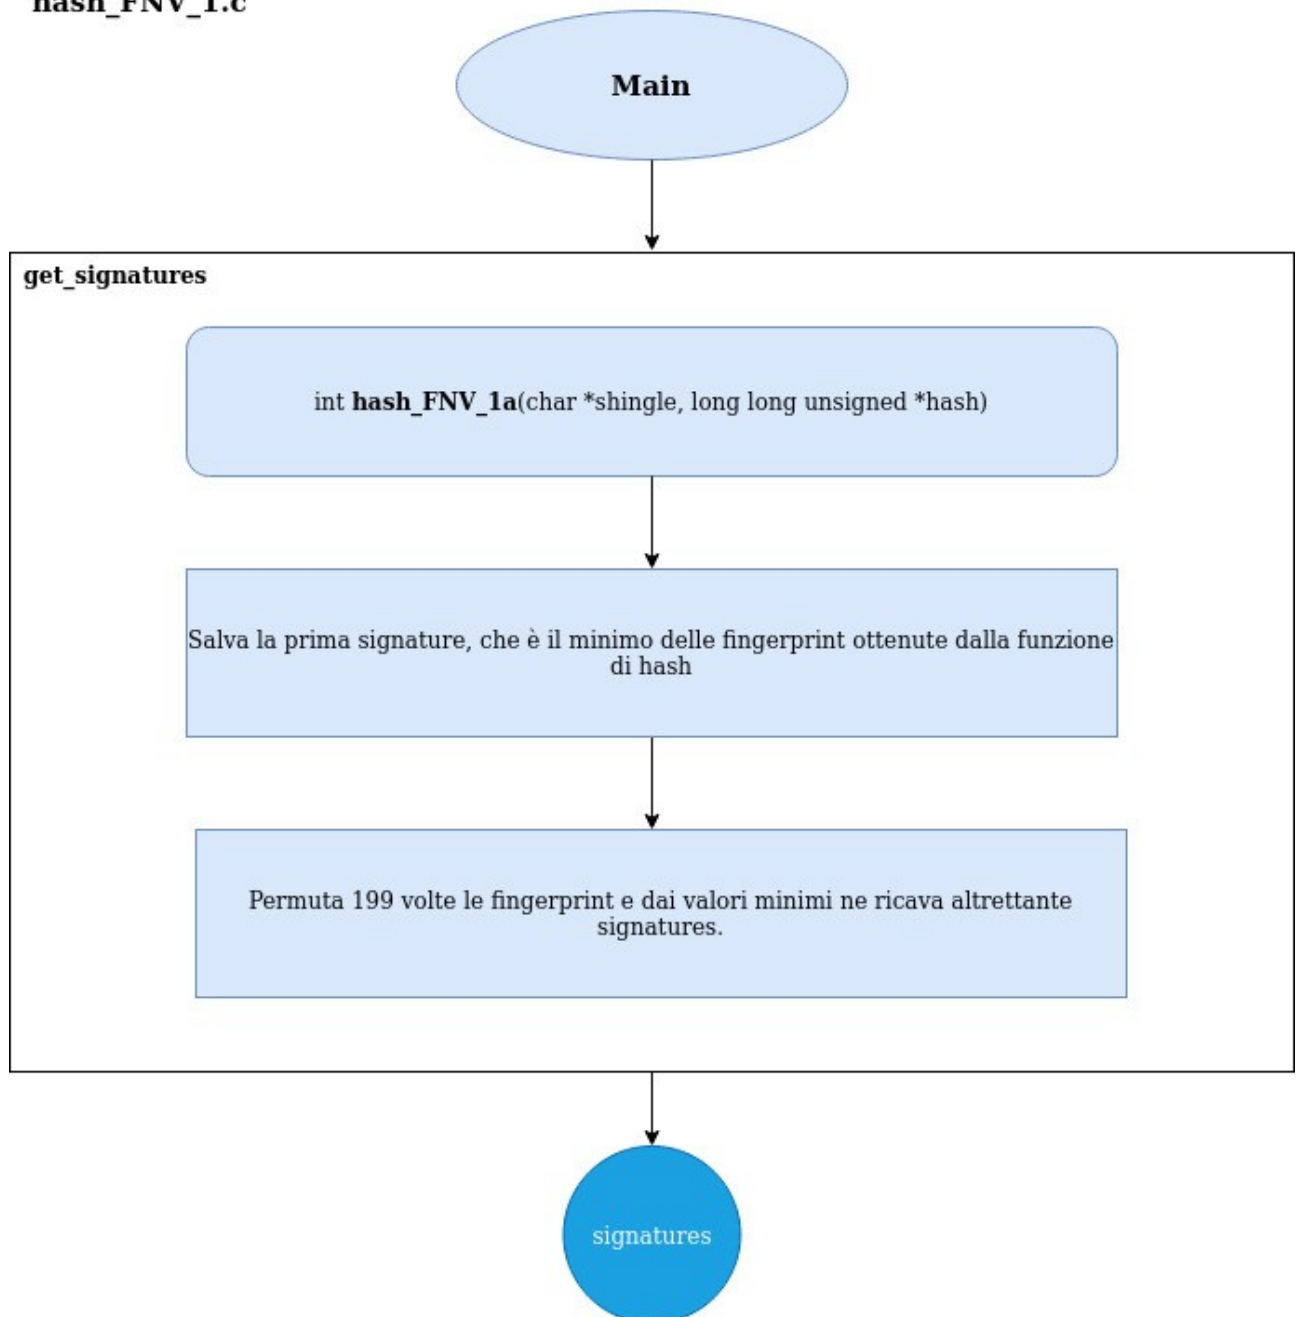 hash_FNV_1.c
Main
get_signatures
int hash_FNV_1a(char *shingle, long long unsigned *hash)
Salva la prima signature, che è il minimo delle fingerprint ottenute dalla funzione
di hash
Permuta 199 volte le fingerprint e dai valori minimi ne ricava altrettante
signatures.
signatures